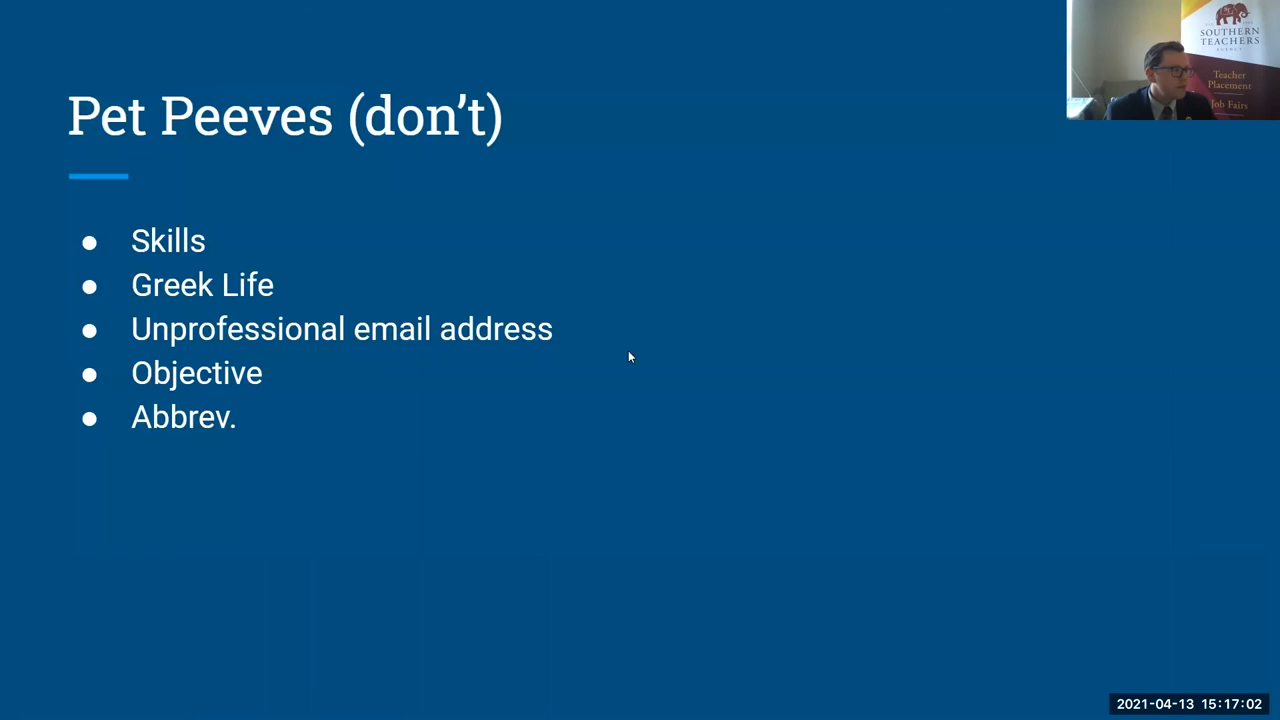 Pet Peeves (don’t)
● Skills
● Greek Life
● Unprofessional email address
● Objective
● Abbrev.
SOUTHERN
TEACHERS
AGENCY
Teacher
Placement
Job Fairs
2021-04-13 15:17:02